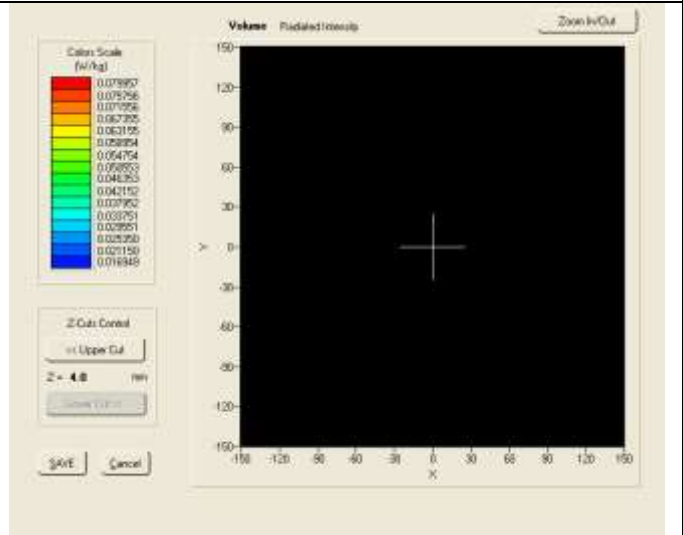 Volume Radiated Intensity
Zoom In/Out
Colors Scale
(W/kg)
0.079957
0.075756
0.071556
0.067355
0.063155
0.058954
0.054754
0.050553
0.046353
0.042152
0.037952
0.033751
0.029551
0.025350
0.021150
0.016949
150
120
90
60
30
0
-30
-60
-90
-120
-150
Y
-150 -120 -90 -60 -30 0 30 60 90 120 150
X
Z-Cuts Control
<< Upper Cut
Z = 4.0 mm
Lower Cut >>
SAVE Cancel